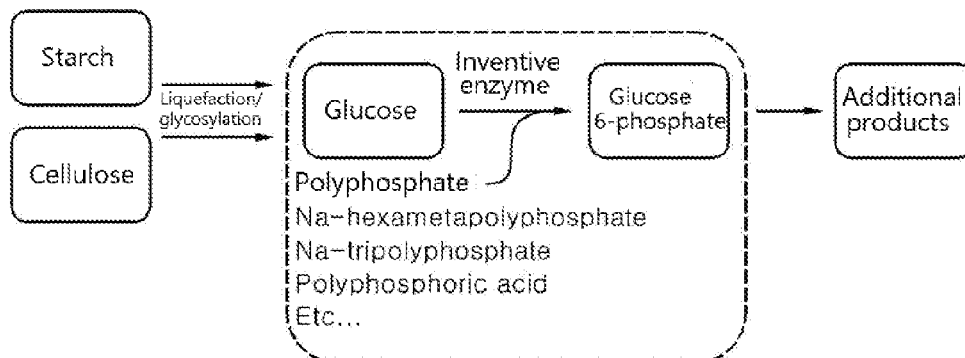 Starch
Cellulose
Liquefaction/
glycosylation
Glucose
Inventive
enzyme
Glucose
6-phosphate
Additional
products
Polyphosphate
Na-hexametapolyphosphate
Na-tripolyphosphate
Polyphosphoric acid
Etc...